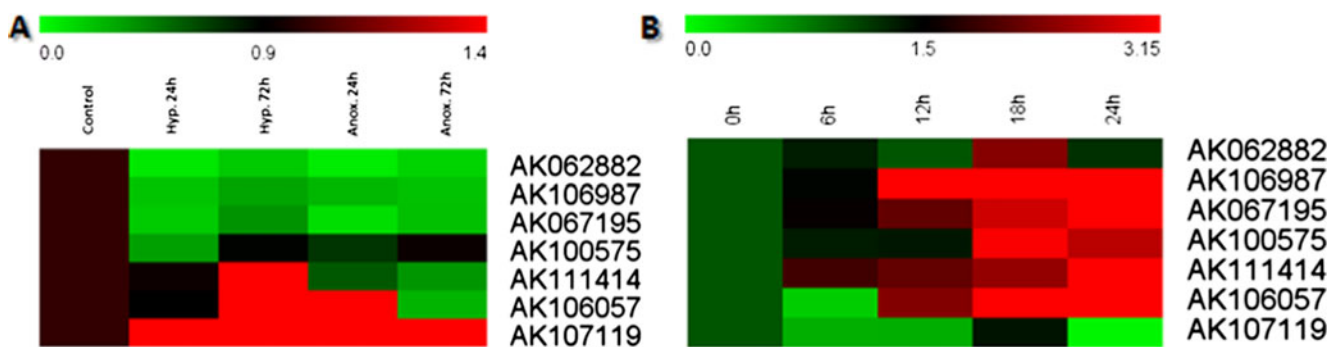 A
0.0 0.9 1.4
Control Hyp. 24h Hyp. 72h Anox. 24h Anox. 72h
AK062882
AK106987
AK067195
AK100575
AK111414
AK106057
AK107119
B
0.0 1.5 3.15
0h 6h 12h 18h 24h
AK062882
AK106987
AK067195
AK100575
AK111414
AK106057
AK107119